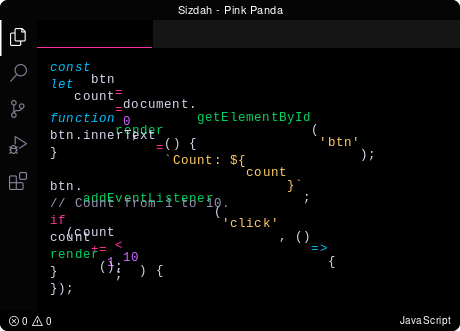 Sizdah - Pink Panda
const btn = document.getElementById('btn');
let count = 0;
function render() {
btn.innerText = `Count: ${count}`;
}
btn.addEventListener('click', () => {
// Count from 1 to 10.
if (count < 10) {
count += 1;
render();
}
});
0 0
JavaScript